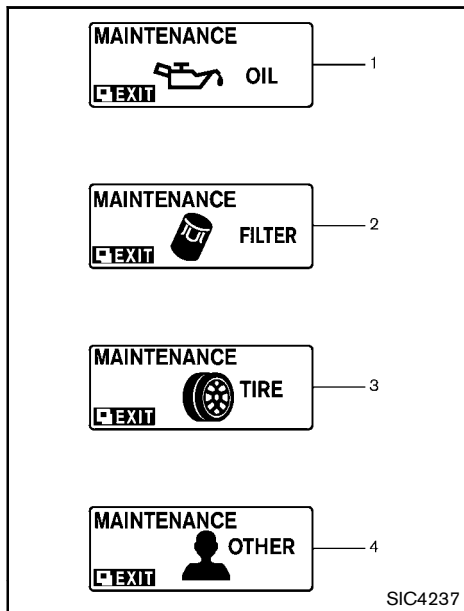 MAINTENANCE
OIL
EXIT
1
MAINTENANCE
FILTER
EXIT
2
MAINTENANCE
TIRE
EXIT
3
MAINTENANCE
OTHER
EXIT
4
SIC4237